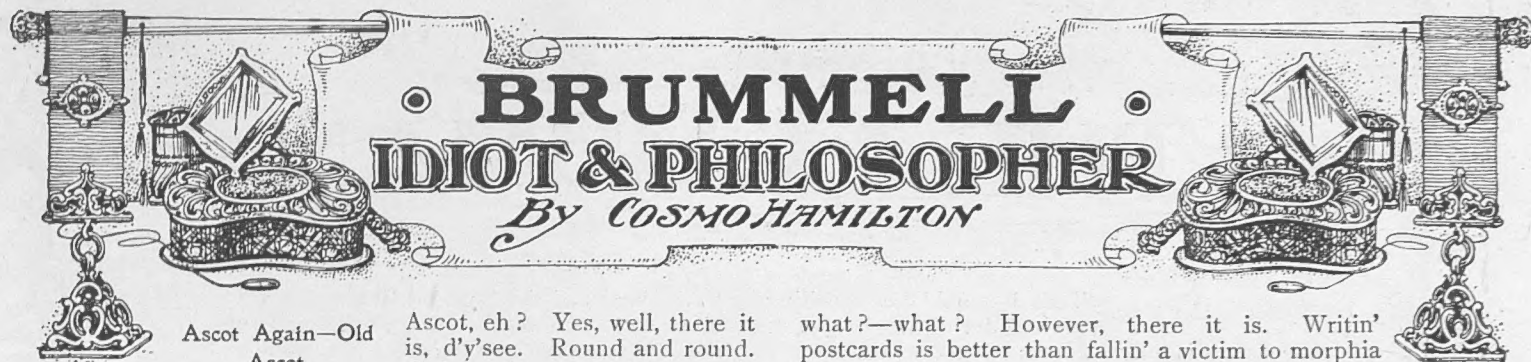 BRUMMELL
IDIOT & PHILOSOPHER
By COSMO HAMILTON
Ascot Again—Old
Ascot, eh ? Yes, well, there it
is, d'y'see. Round and round.
what ?—what ? However, there it is. Writin'
postcards is better than fallin' a victim to morphia